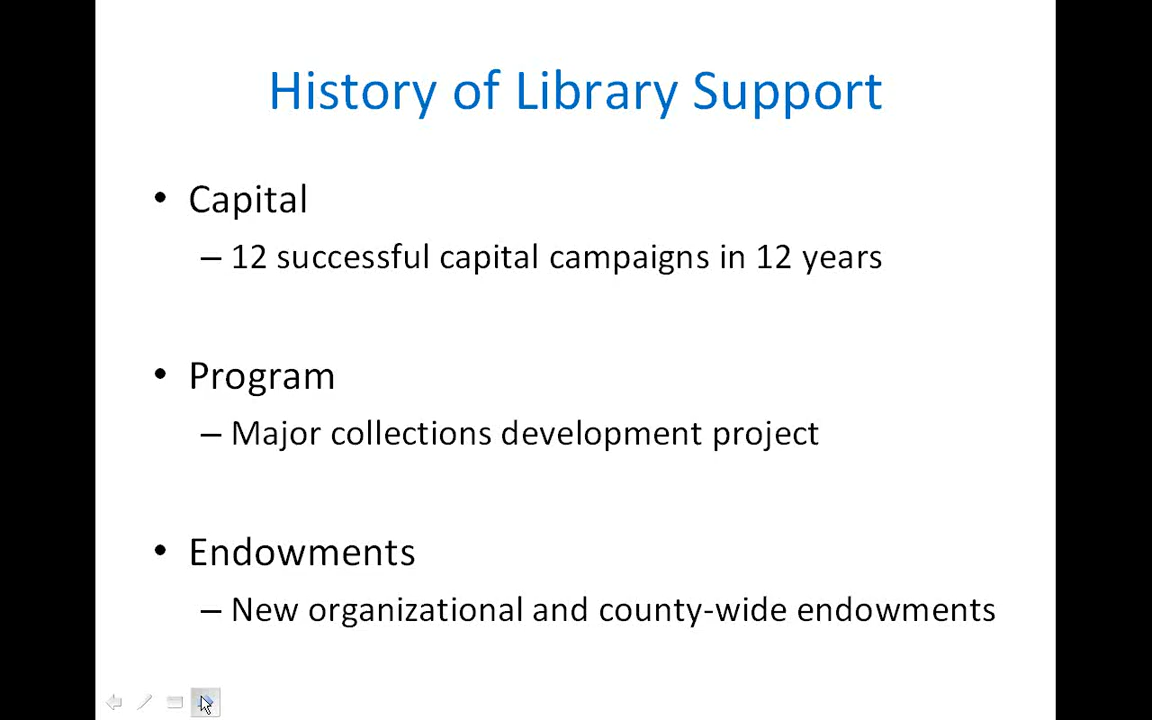 History of Library Support
• Capital
– 12 successful capital campaigns in 12 years
• Program
– Major collections development project
• Endowments
– New organizational and county-wide endowments